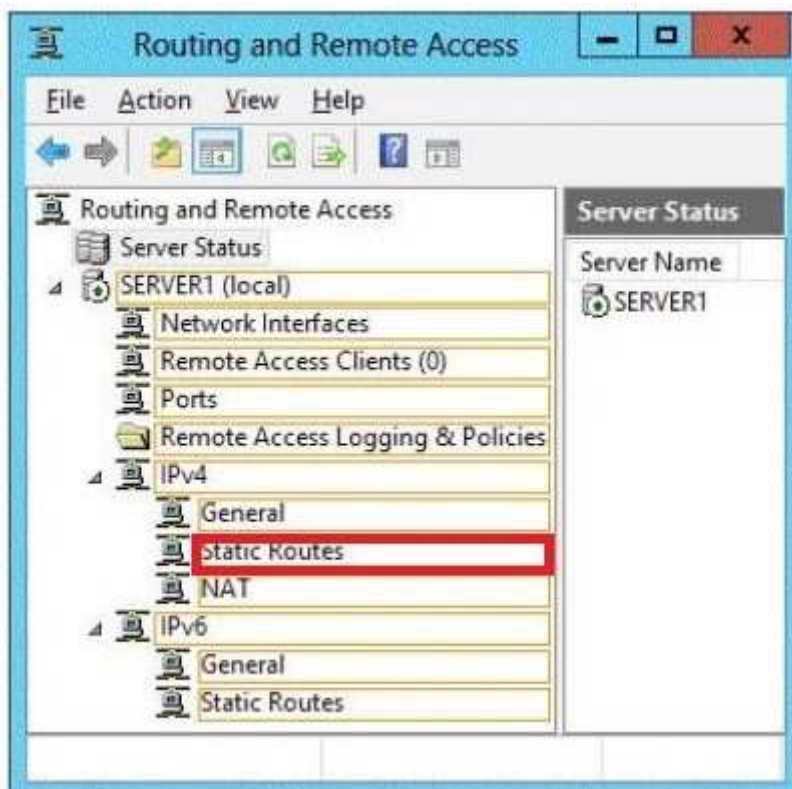 Routing and Remote Access
File Action View Help
Routing and Remote Access
Server Status
SERVER1 (local)
Network Interfaces
Remote Access Clients (0)
Ports
Remote Access Logging & Policies
IPv4
General
Static Routes
NAT
IPv6
General
Static Routes
Server Status
Server Name
SERVER1